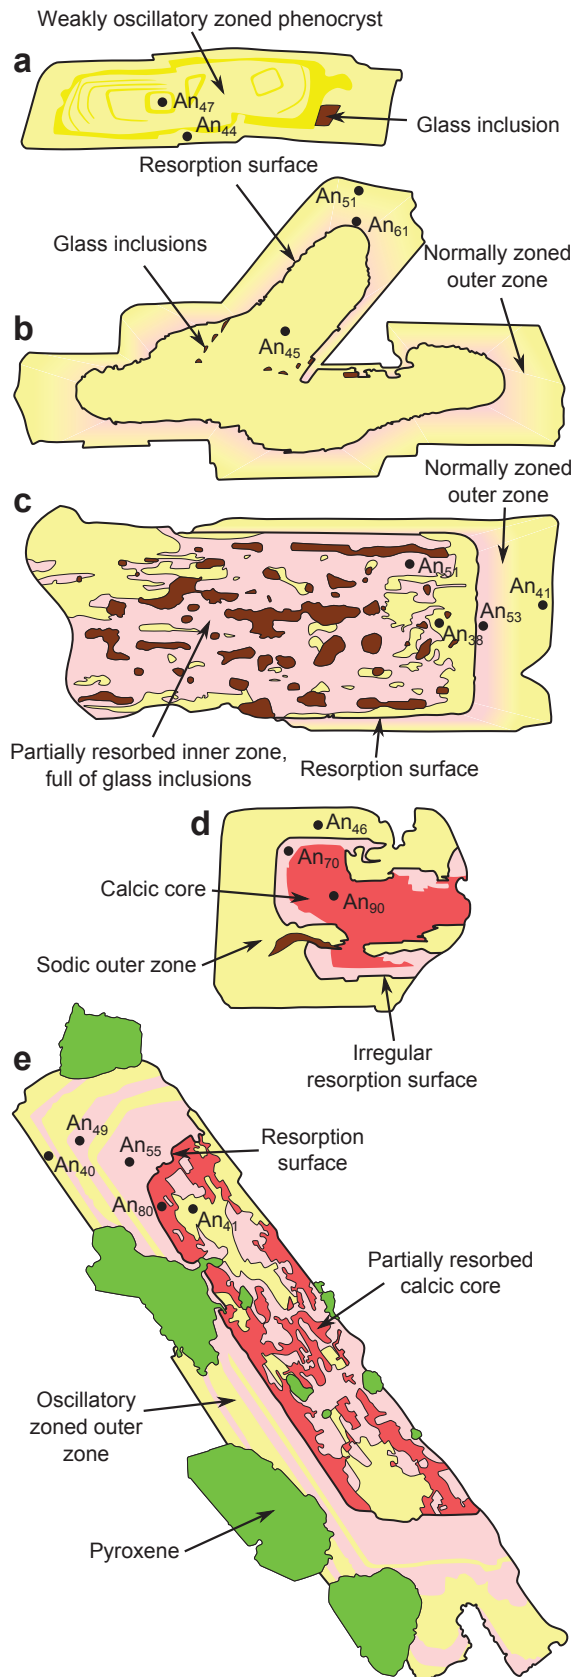 Weakly oscillatory zoned phenocryst
a
An47
An44
Glass inclusion
Resorption surface
An51
An61
Glass inclusions
Normally zoned
outer zone
b
An45
Normally zoned
outer zone
c
An51
An41
An38
An53
Partially resorbed inner zone,
full of glass inclusions
Resorption surface
d
An46
An70
Calcic core
An90
Sodic outer zone
Irregular
resorption surface
e
An49
An55
Resorption
surface
An40
An80
An41
Partially resorbed
calcic core
Oscillatory
zoned outer
zone
Pyroxene